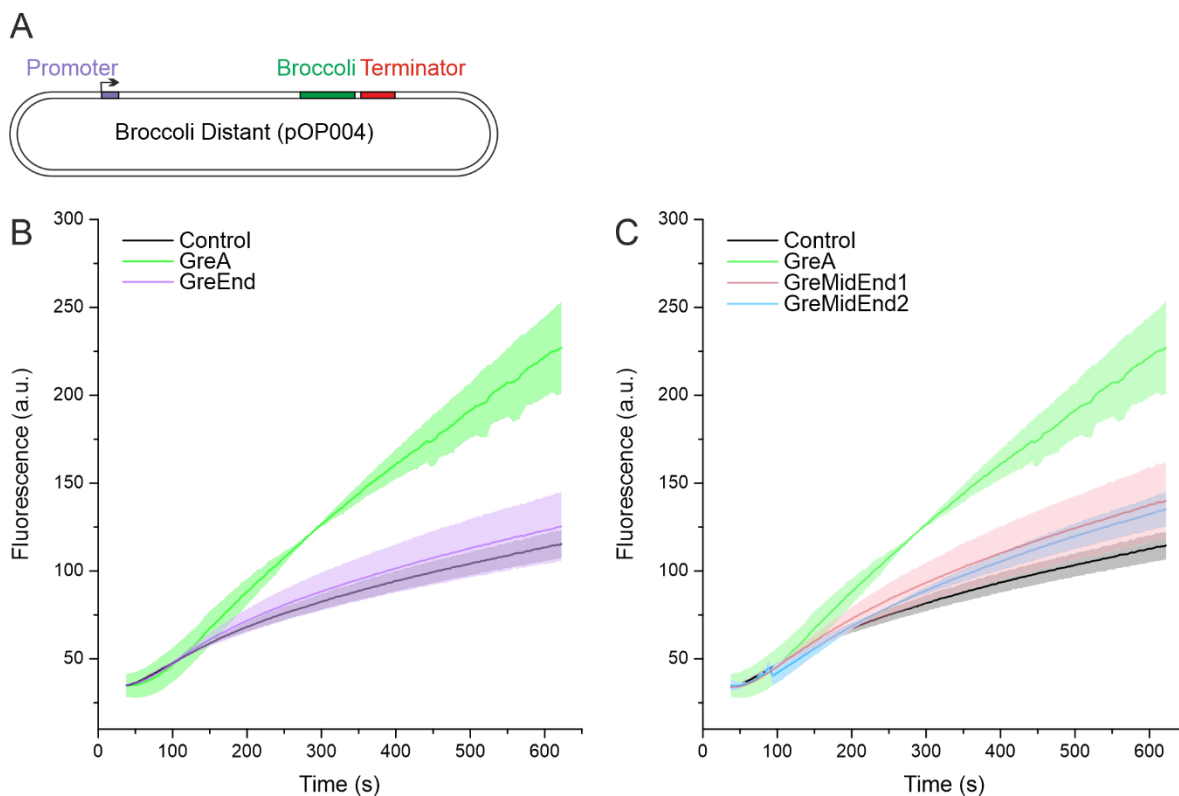 A
Promoter
Broccoli Terminator
Broccoli Distant (pOP004)
B
Control
GreA
GreEnd
300
250
200
150
100
50
Fluorescence (a.u.)
0 100 200 300 400 500 600
Time (s)
C
Control
GreA
GreMidEnd1
GreMidEnd2
300
250
200
150
100
50
Fluorescence (a.u.)
0 100 200 300 400 500 600
Time (s)